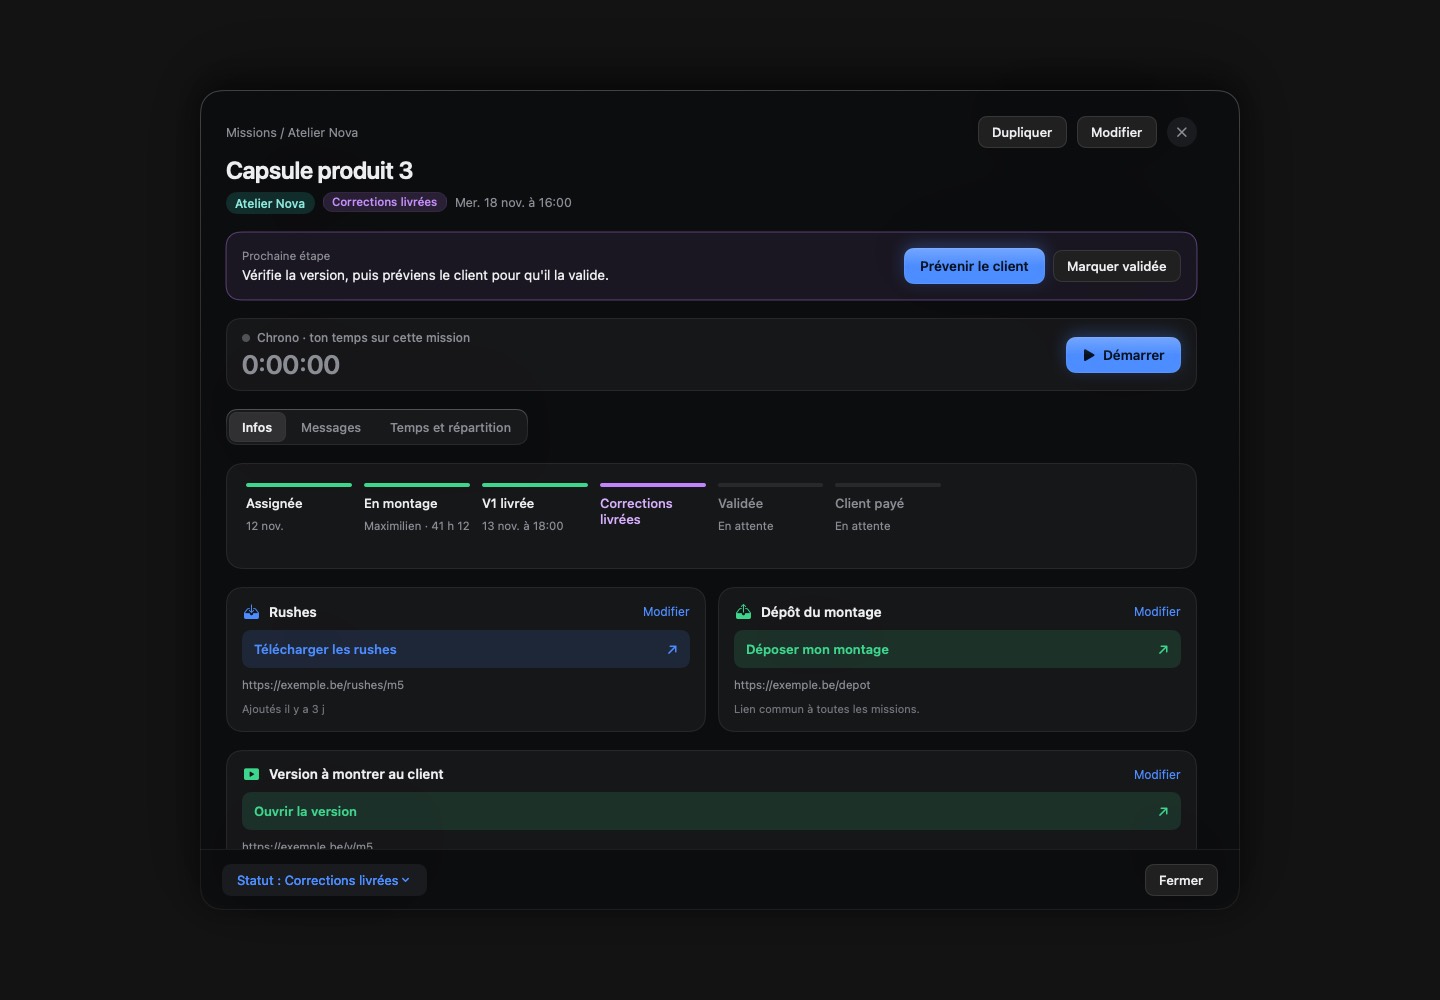 Missions / Atelier Nova
Dupliquer
Modifier
Capsule produit 3
Atelier Nova
Corrections livrées
Mer. 18 nov. à 16:00
Prochaine étape
Vérifie la version, puis préviens le client pour qu'il la valide.
Prévenir le client
Marquer validée
Chrono · ton temps sur cette mission
0:00:00
Démarrer
Infos
Messages
Temps et répartition
Assignée
12 nov.
En montage
Maximilien · 41 h 12
V1 livrée
13 nov. à 18:00
Corrections
livrées
Validée
En attente
Client payé
En attente
Rushes
Modifier
Télécharger les rushes
https://exemple.be/rushes/m5
Ajoutés il y a 3 j
Dépôt du montage
Modifier
Déposer mon montage
https://exemple.be/depot
Lien commun à toutes les missions.
Version à montrer au client
Modifier
Ouvrir la version
https://exemple.be/v/m5
Statut : Corrections livrées
Fermer